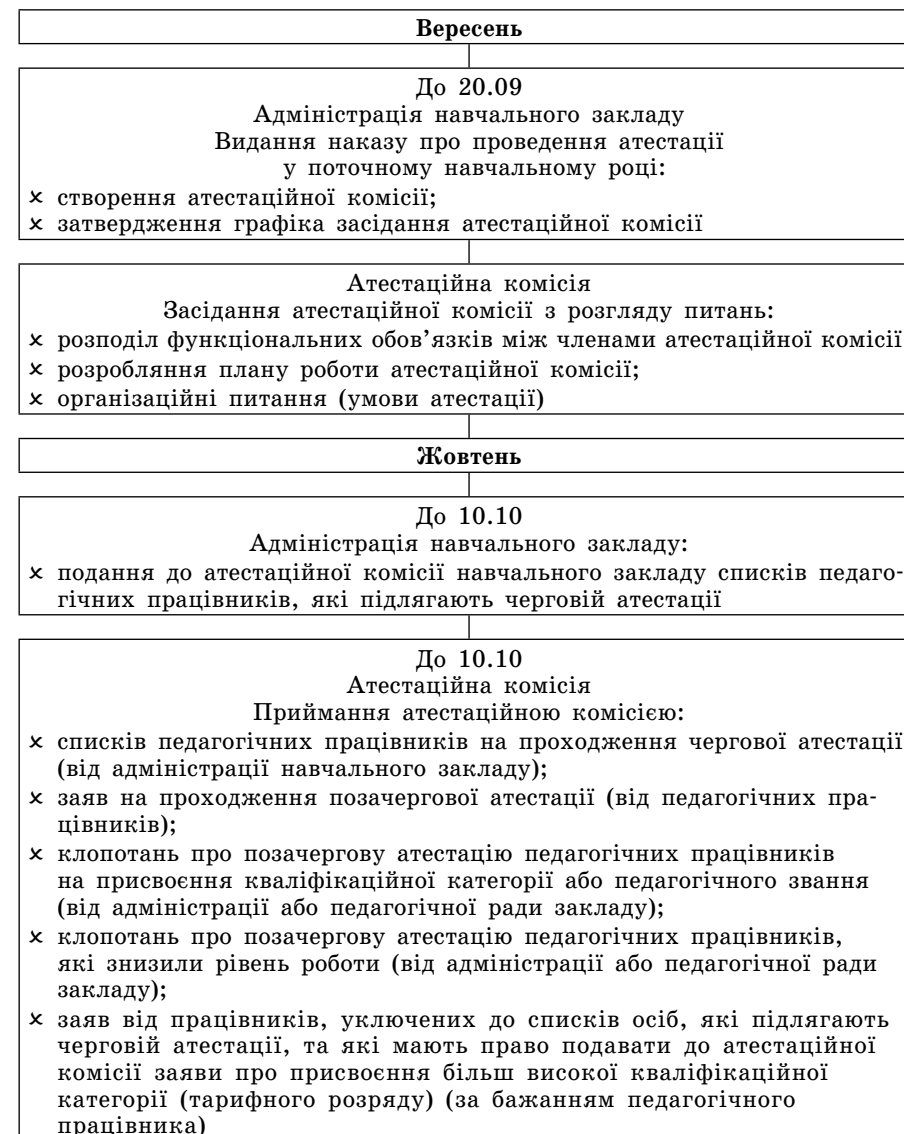 Вересень
До 20.09
Адміністрація навчального закладу
Видання наказу про проведення атестації
у поточному навчальному році:
× створення атестаційної комісії;
× затвердження графіка засідання атестаційної комісії
Атестаційна комісія
Засідання атестаційної комісії з розгляду питань:
× розподіл функціональних обов’язків між членами атестаційної комісії
× розробляння плану роботи атестаційної комісії;
× організаційні питання (умови атестації)
Жовтень
До 10.10
Адміністрація навчального закладу:
× подання до атестаційної комісії навчального закладу списків педаго-
гічних працівників, які підлягають черговій атестації
До 10.10
Атестаційна комісія
Приймання атестаційною комісією:
× списків педагогічних працівників на проходження чергової атестації
(від адміністрації навчального закладу);
× заяв на проходження позачергової атестації (від педагогічних пра-
цівників);
× клопотань про позачергову атестацію педагогічних працівників
на присвоєння кваліфікаційної категорії або педагогічного звання
(від адміністрації або педагогічної ради закладу);
× клопотань про позачергову атестацію педагогічних працівників,
які знизили рівень роботи (від адміністрації або педагогічної ради
закладу);
× заяв від працівників, уключених до списків осіб, які підлягають
черговій атестації, та які мають право подавати до атестаційної
комісії заяви про присвоєння більш високої кваліфікаційної
категорії (тарифного розряду) (за бажанням педагогічного
працівника)